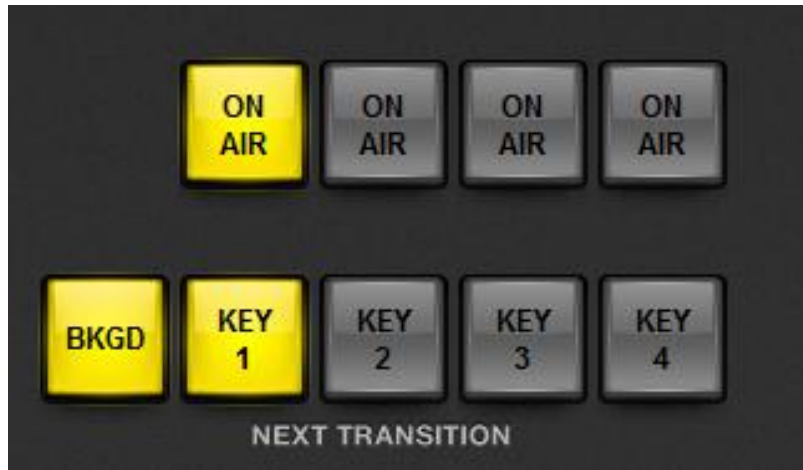 ON ON ON ON
AIR AIR AIR AIR
BKGD
KEY KEY KEY KEY
1 2 3 4
NEXT TRANSITION